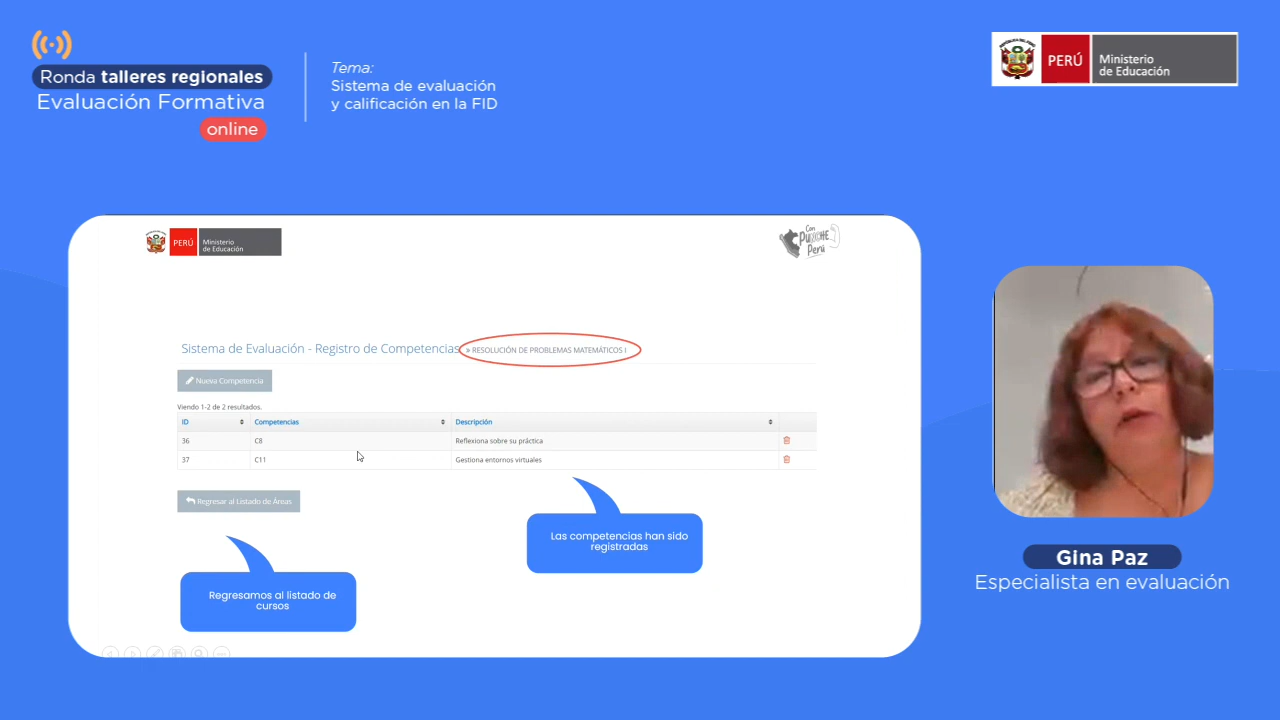 Ronda talleres regionales
Evaluación Formativa
online
Tema:
Sistema de evaluación
y calificación en la FID
PERÚ
Ministerio
de Educación
PERÚ
Ministerio
de Educación
Con
PUNCHE
Perú
Sistema de Evaluación - Registro de Competencias » RESOLUCIÓN DE PROBLEMAS MATEMÁTICOS I
Nueva Competencia
Viendo 1-2 de 2 resultados.
ID Competencias Descripción
36 C8 Reflexiona sobre su práctica
37 C11 Gestiona entornos virtuales
Regresar al Listado de Áreas
Las competencias han sido
registradas
Regresamos al listado de
cursos
Gina Paz
Especialista en evaluación